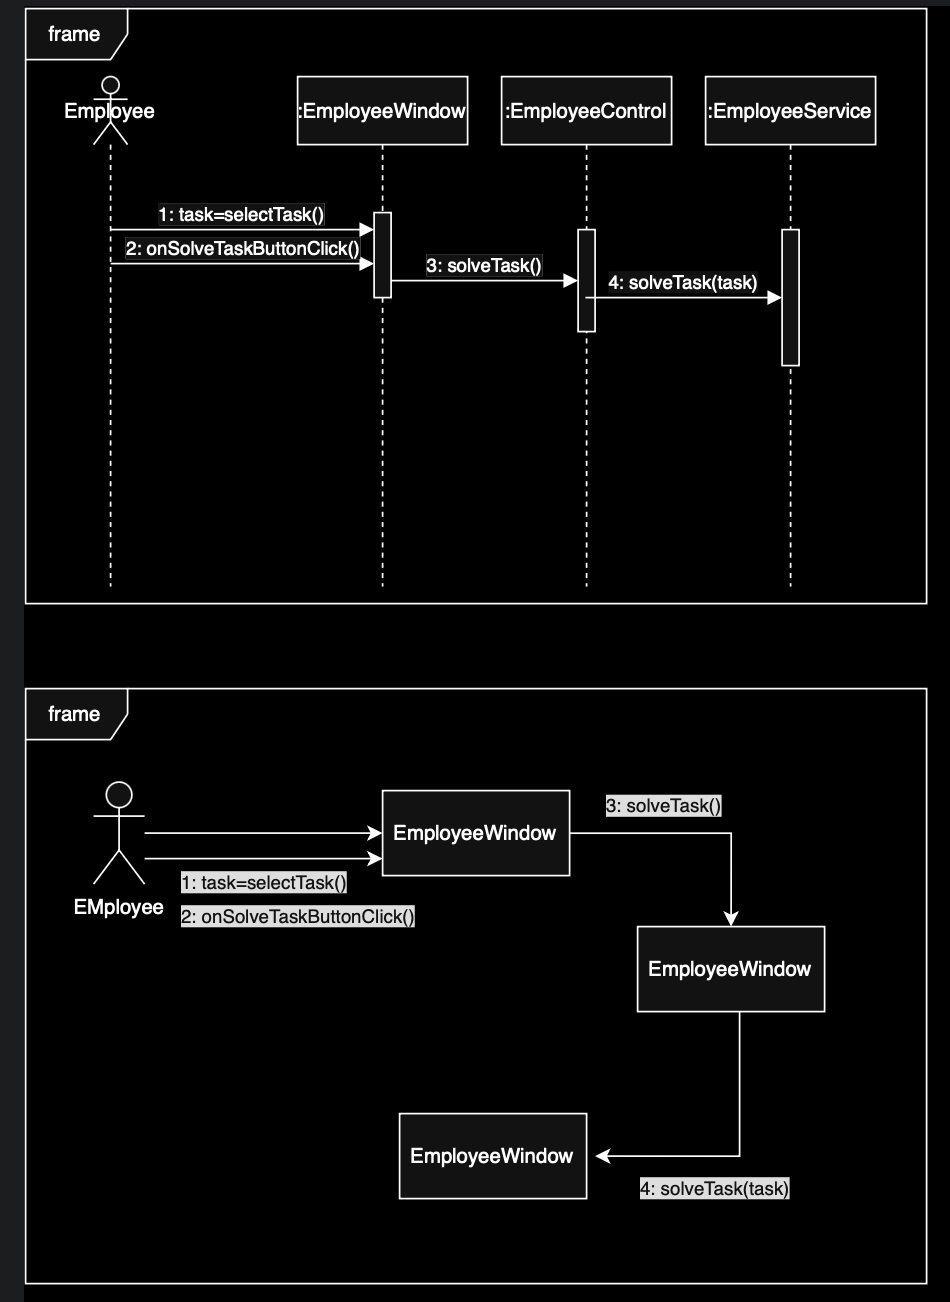 frame
Employee
:EmployeeWindow
:EmployeeControl
:EmployeeService
1: task=selectTask()
2: onSolveTaskButtonClick()
3: solveTask()
4: solveTask(task)
frame
EMployee
EmployeeWindow
3: solveTask()
1: task=selectTask()
2: onSolveTaskButtonClick()
EmployeeWindow
EmployeeWindow
4: solveTask(task)